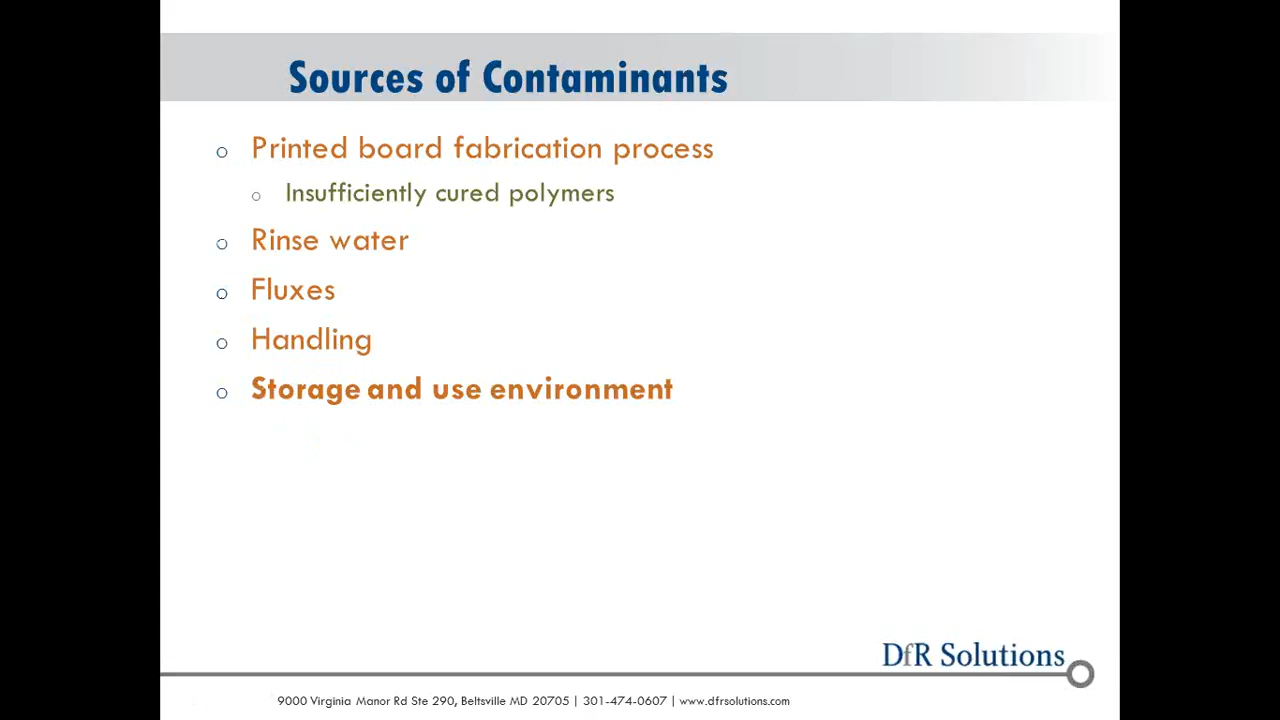 Sources of Contaminants
Printed board fabrication process
Insufficiently cured polymers
Rinse water
Fluxes
Handling
Storage and use environment
DfR Solutions
9000 Virginia Manor Rd Ste 290, Beltsville MD 20705 | 301-474-0607 | www.dfrsolutions.com